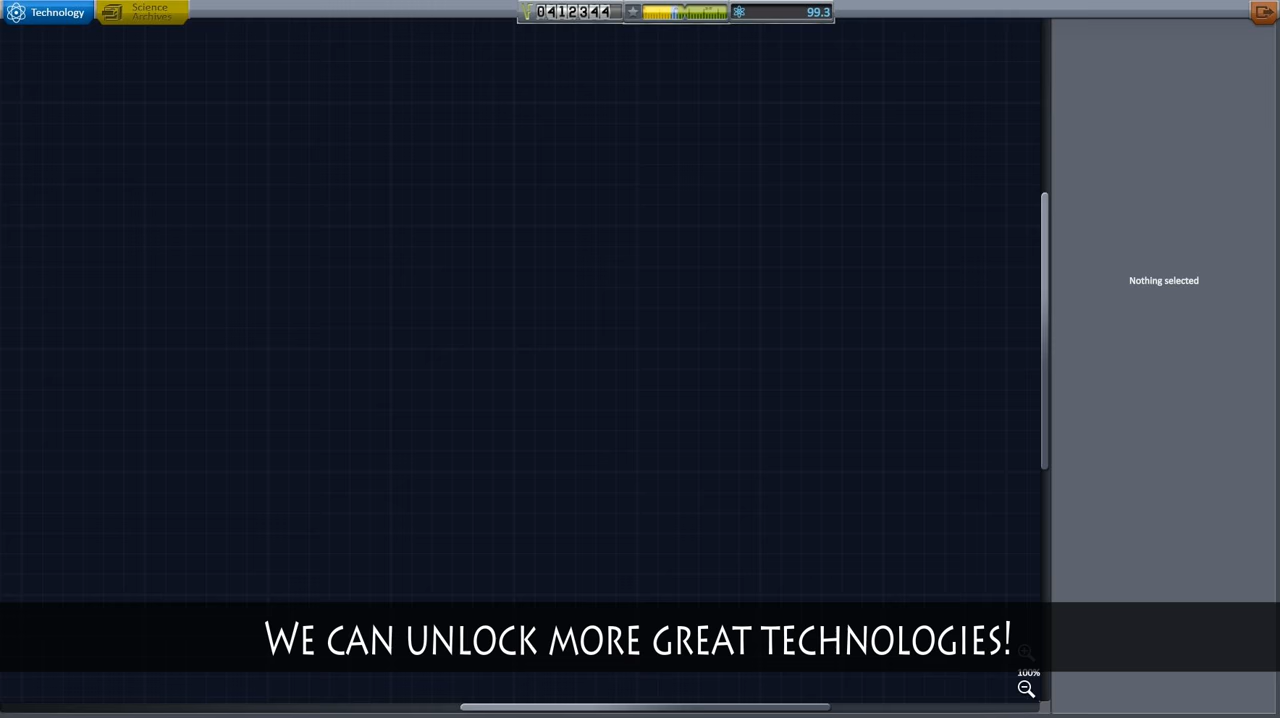 Technology
Science
Archives
0412344
99.3
Nothing selected
We can unlock more great technologies!
100%